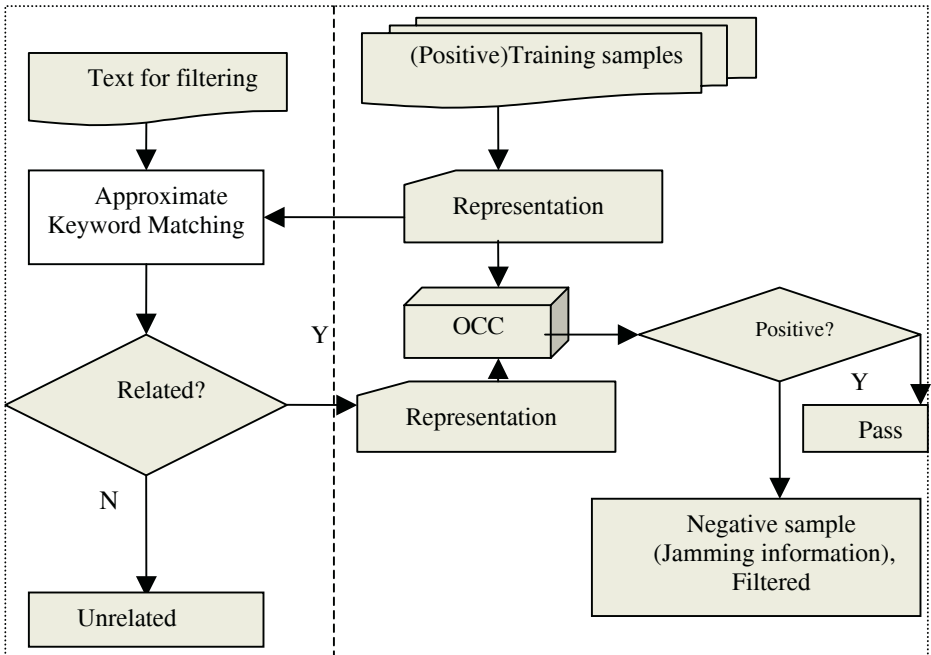 Text for filtering
Approximate
Keyword Matching
Related?
N
Unrelated
Y
(Positive)Training samples
Representation
OCC
Representation
Positive?
Y
Pass
Negative sample
(Jamming information),
Filtered